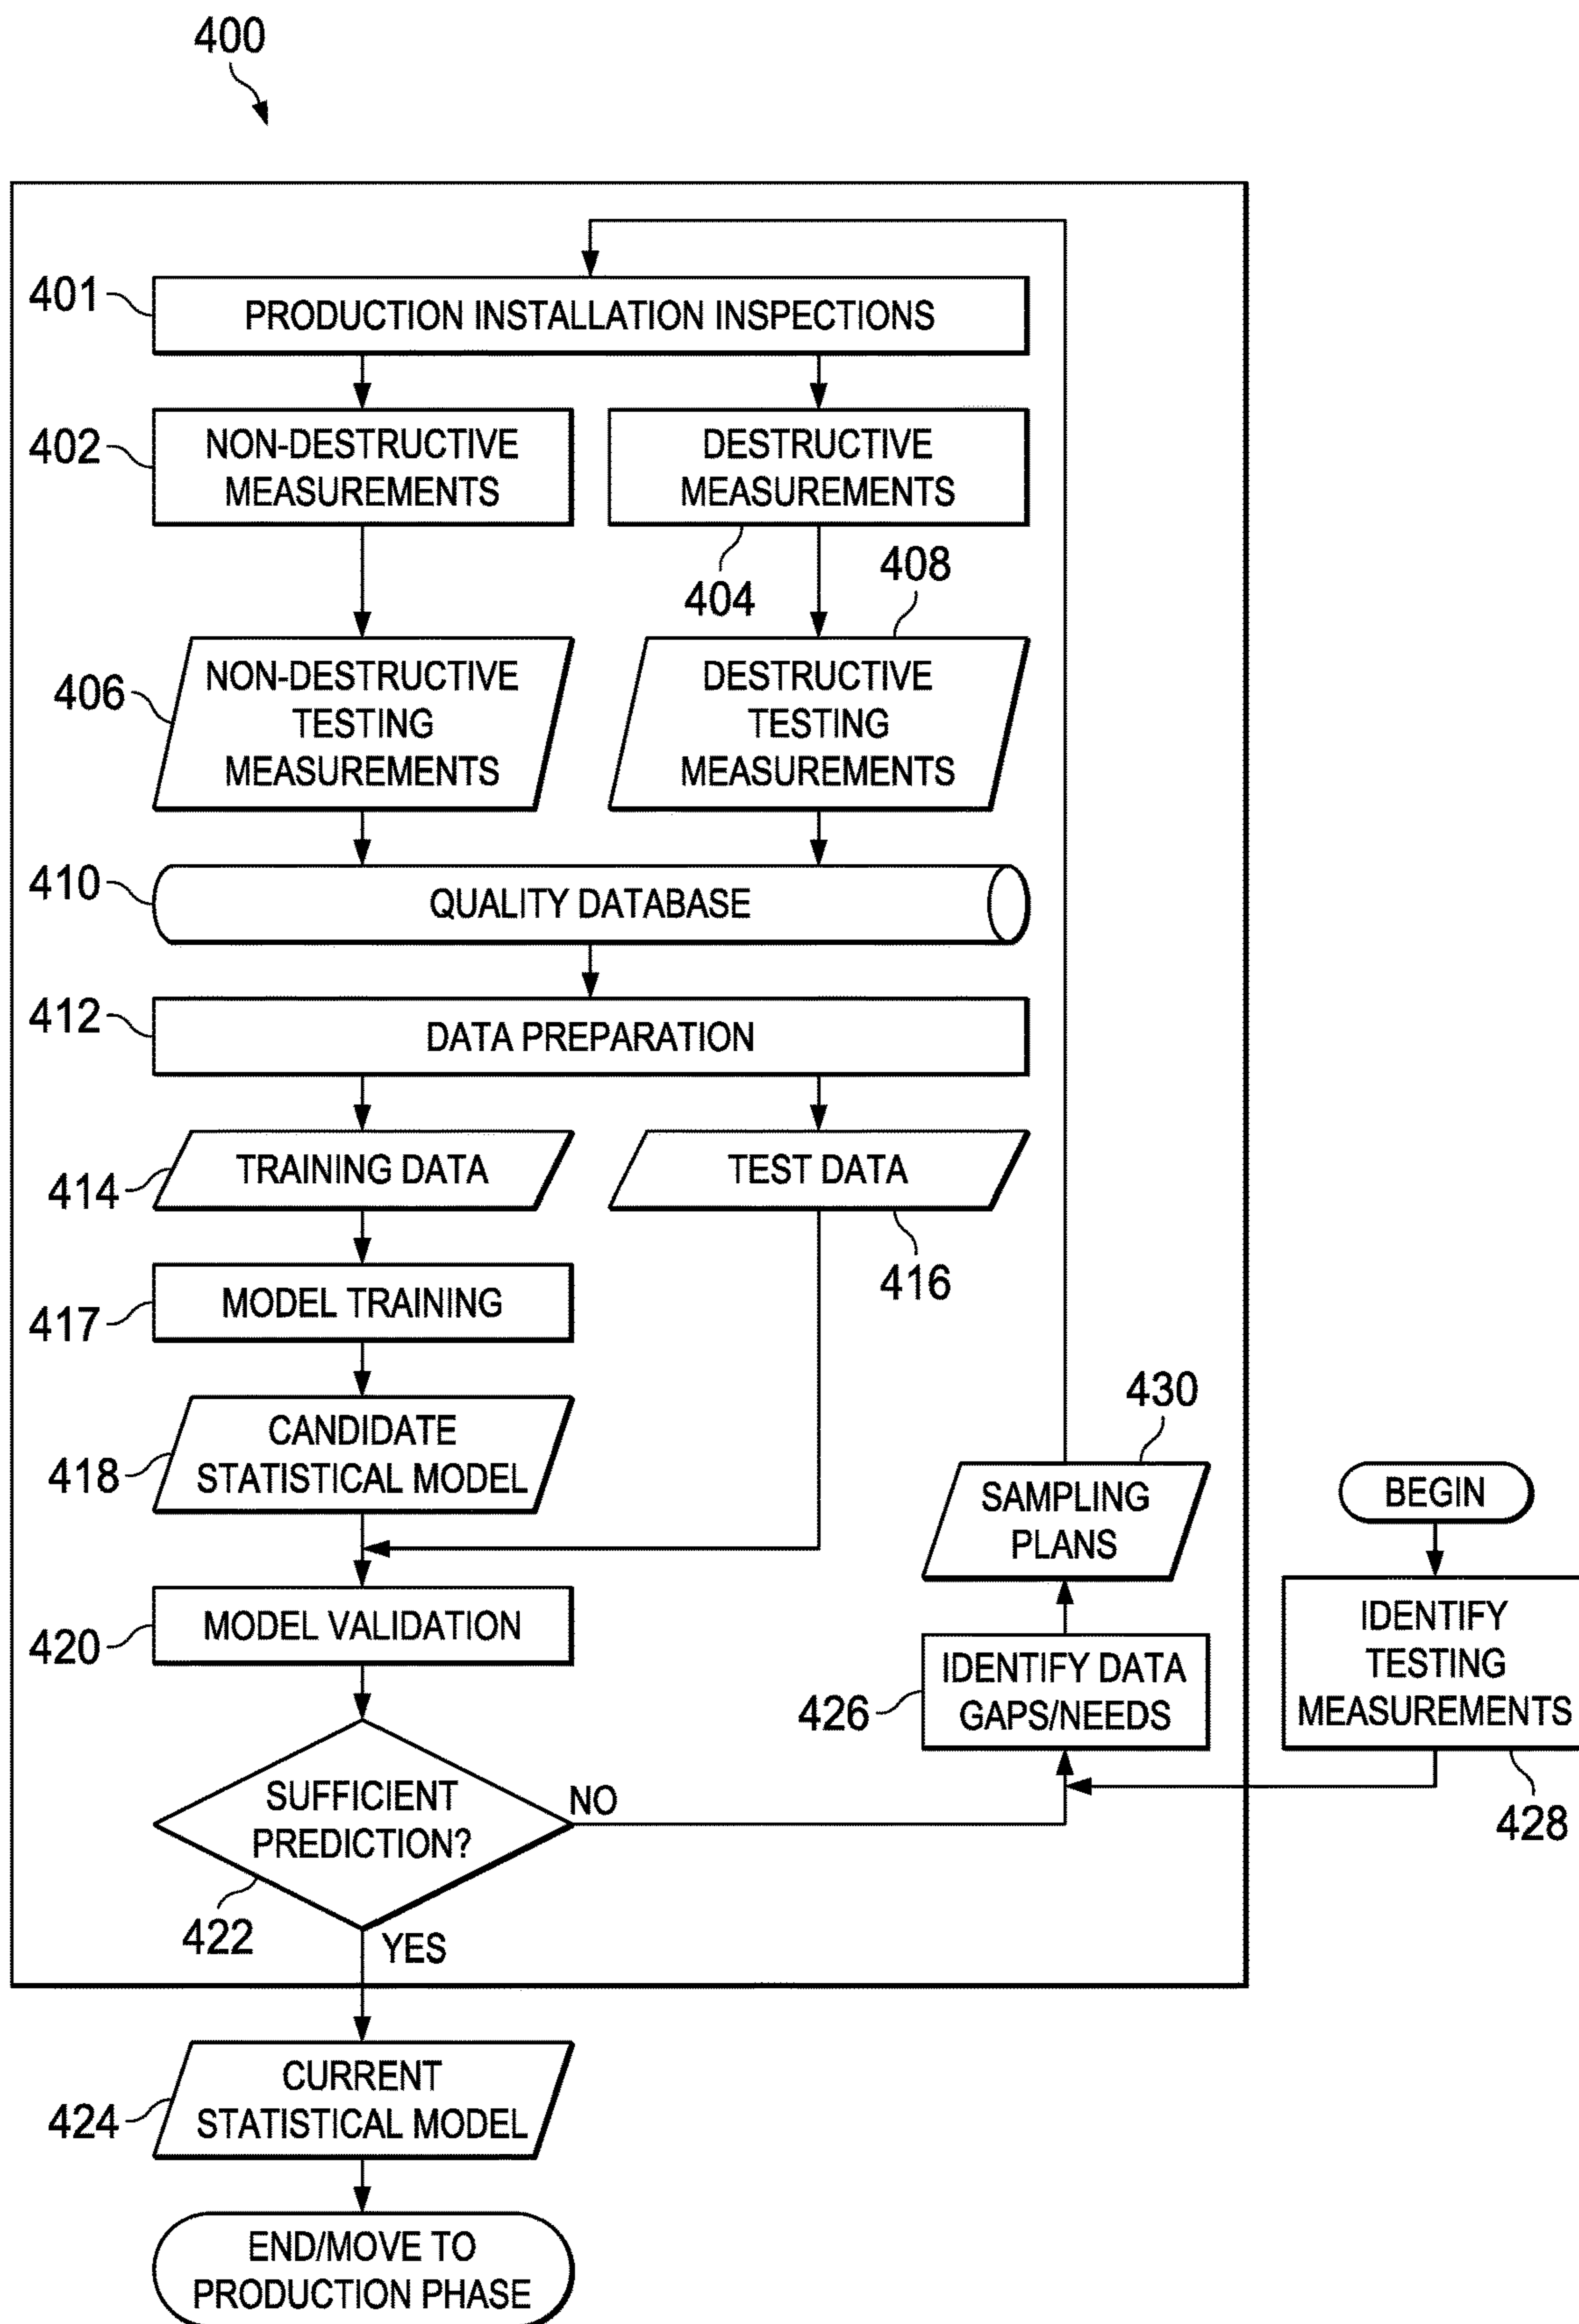 400
401
PRODUCTION INSTALLATION INSPECTIONS
402
NON-DESTRUCTIVE
MEASUREMENTS
DESTRUCTIVE
MEASUREMENTS
404
408
406
NON-DESTRUCTIVE
TESTING
MEASUREMENTS
DESTRUCTIVE
TESTING
MEASUREMENTS
410
QUALITY DATABASE
412
DATA PREPARATION
414
TRAINING DATA
TEST DATA
416
417
MODEL TRAINING
418
CANDIDATE
STATISTICAL MODEL
430
SAMPLING
PLANS
BEGIN
420
MODEL VALIDATION
426
IDENTIFY DATA
GAPS/NEEDS
IDENTIFY
TESTING
MEASUREMENTS
428
SUFFICIENT
PREDICTION?
NO
422
YES
424
CURRENT
STATISTICAL MODEL
END/MOVE TO
PRODUCTION PHASE